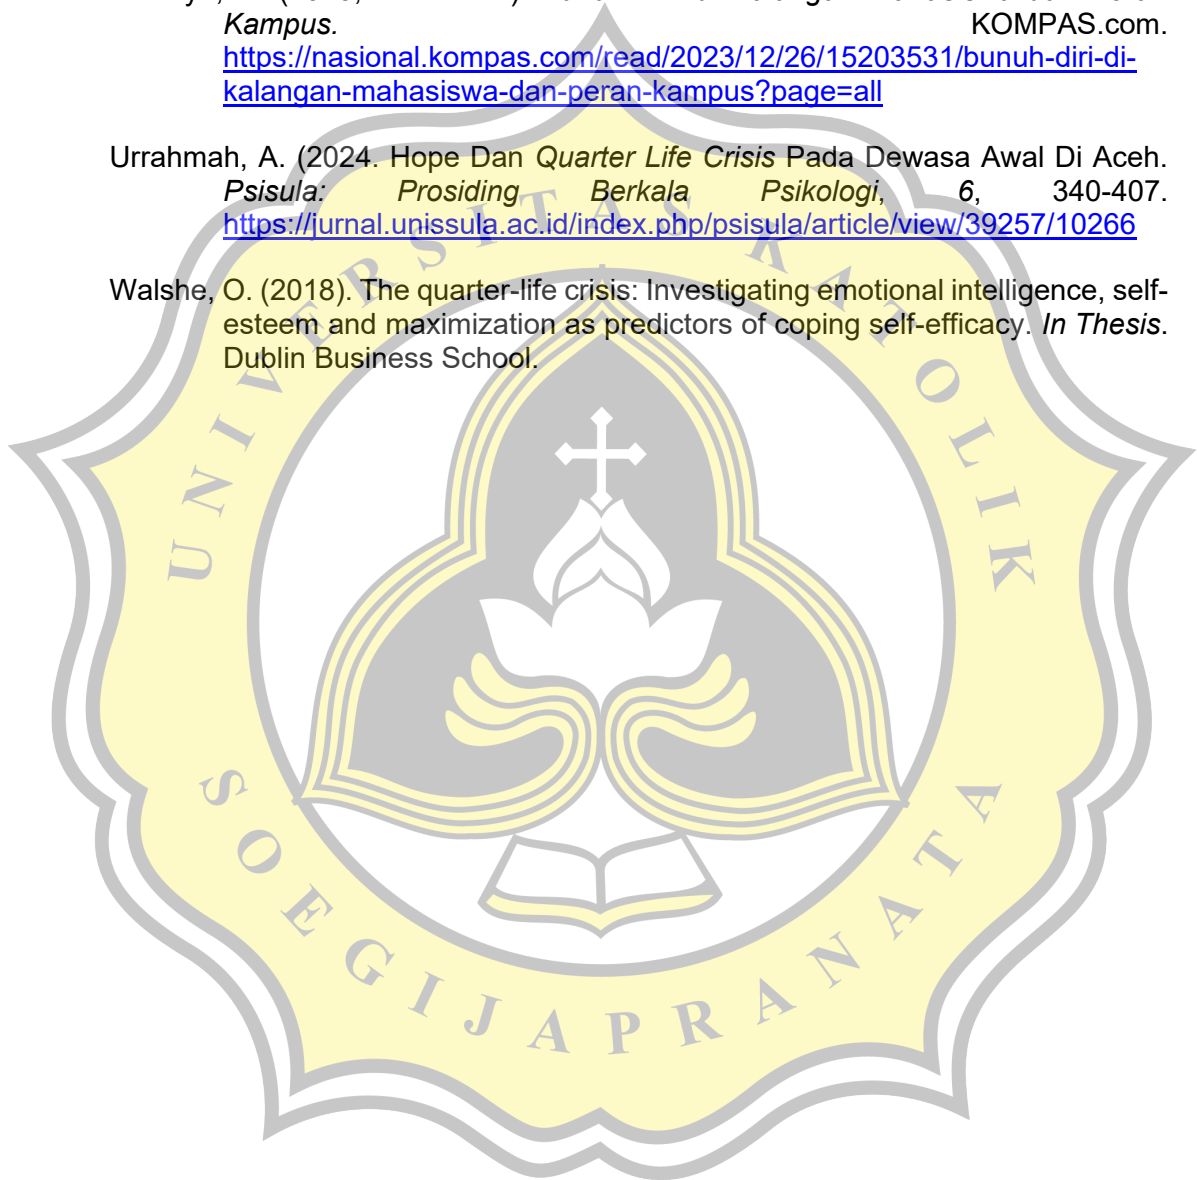 Kampus. KOMPAS.com.
https://nasional.kompas.com/read/2023/12/26/15203531/bunuh-diri-di-
kalangan-mahasiswa-dan-peran-kampus?page=all
Urrahmah, A. (2024. Hope Dan Quarter Life Crisis Pada Dewasa Awal Di Aceh.
Psisula: Prosiding Berkala Psikologi, 6, 340-407.
https://jurnal.unissula.ac.id/index.php/psisula/article/view/39257/10266
Walshe, O. (2018). The quarter-life crisis: Investigating emotional intelligence, self-
esteem and maximization as predictors of coping self-efficacy. In Thesis.
Dublin Business School.
UNIVERSITAS KATOLIK
SOEGIJAPRANATA